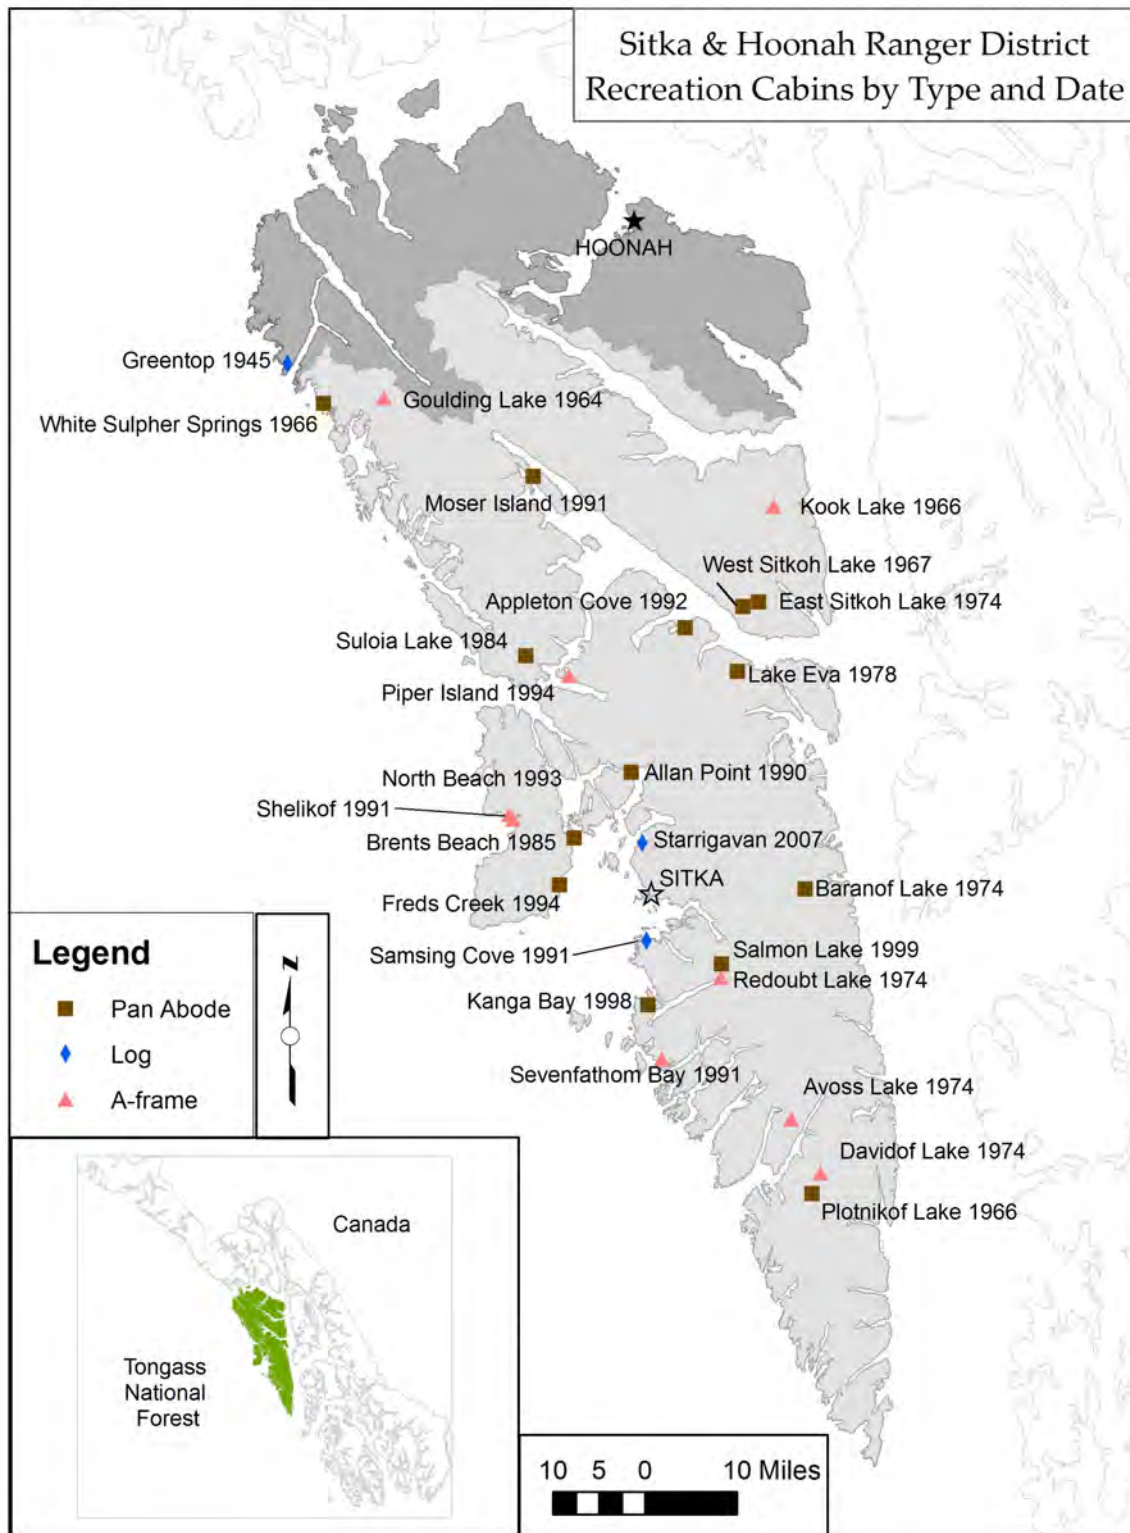 Sitka & Hoonah Ranger District
Recreation Cabins by Type and Date
HOONAH
Greentop 1945
White Sulpher Springs 1966
Goulding Lake 1964
Moser Island 1991
Kook Lake 1966
West Sitkoh Lake 1967
East Sitkoh Lake 1974
Appleton Cove 1992
Suloia Lake 1984
Lake Eva 1978
Piper Island 1994
North Beach 1993
Allan Point 1990
Shelikof 1991
Brents Beach 1985
Starrigavan 2007
SITKA
Freds Creek 1994
Baranof Lake 1974
Samsing Cove 1991
Salmon Lake 1999
Redoubt Lake 1974
Kanga Bay 1998
Sevenfathom Bay 1991
Avoss Lake 1974
Davidof Lake 1974
Plotnikof Lake 1966
Legend
Pan Abode
Log
A-frame
N
Canada
Tongass
National
Forest
10 5 0 10 Miles